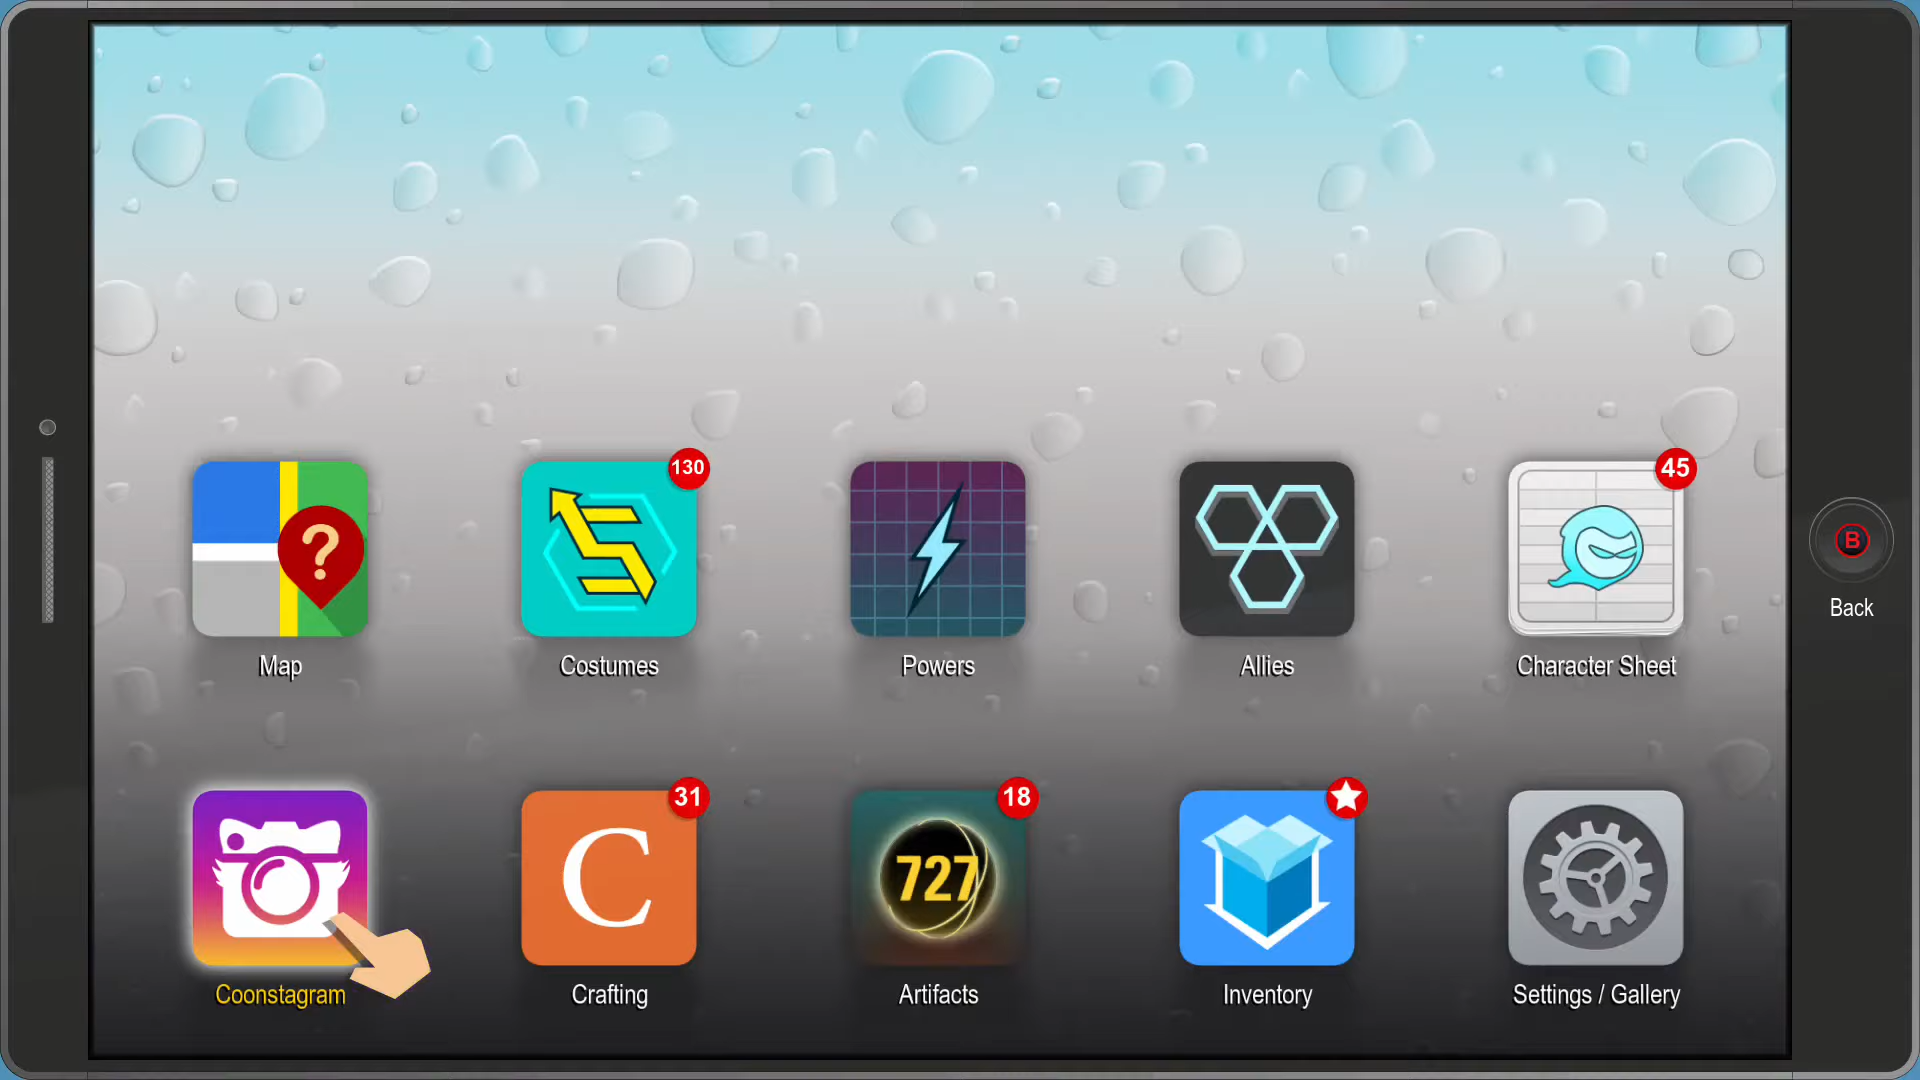 130
45
?
B
Back
Map
Costumes
Powers
Allies
Character Sheet
31
18
C
727
Coonstagram
Crafting
Artifacts
Inventory
Settings / Gallery